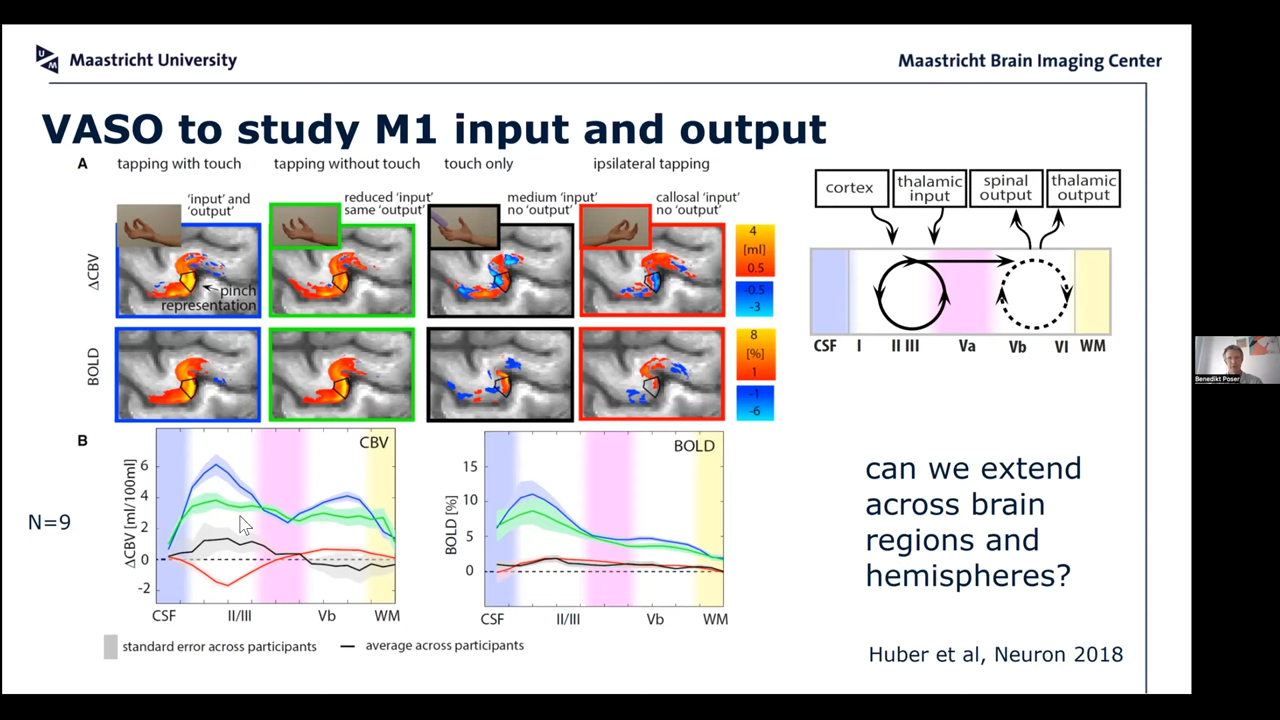 Maastricht University
Maastricht Brain Imaging Center
VASO to study M1 input and output
A
tapping with touch
tapping without touch
touch only
ipsilateral tapping
'input' and
'output'
reduced 'input'
same 'output'
medium 'input'
no 'output'
callosal 'input'
no 'output'
ΔCBV
pinch
representation
4
[ml]
0.5
-0.5
-3
BOLD
8
[%]
1
-1
-6
cortex
thalamic
input
spinal
output
thalamic
output
CSF
I
II III
Va
Vb
VI
WM
B
N=9
CBV
ΔCBV [ml/100ml]
6
4
2
0
-2
CSF
II/III
Vb
WM
BOLD
BOLD [%]
15
10
5
0
CSF
II/III
Vb
WM
standard error across participants
average across participants
can we extend
across brain
regions and
hemispheres?
Huber et al, Neuron 2018
Benedikt Poser